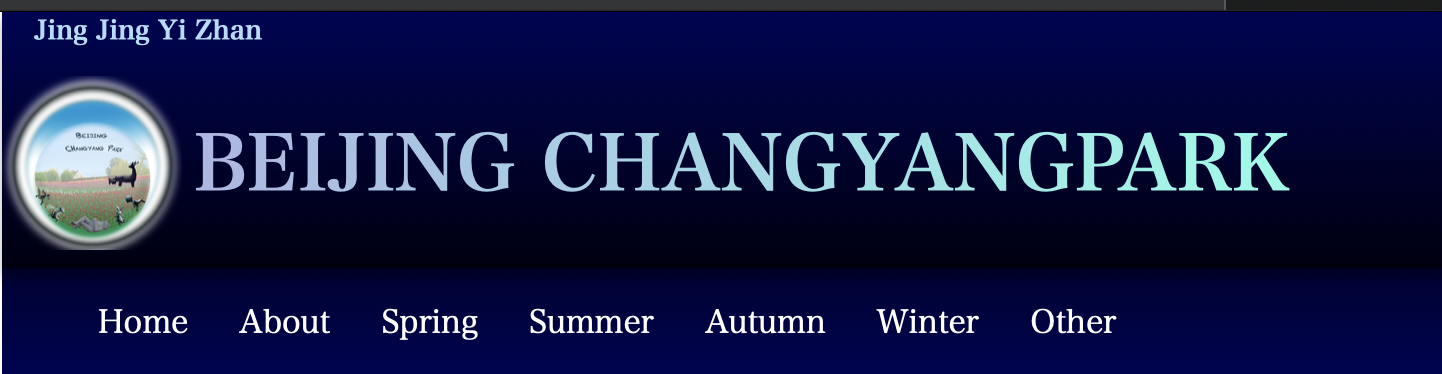 Jing Jing Yi Zhan
BEIJING
CHANGYANG PARK
BEIJING CHANGYANGPARK
Home About Spring Summer Autumn Winter Other